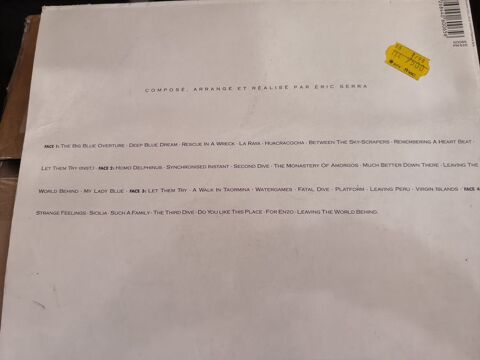 COMPOSÉ, ARRANGÉ ET RÉALISÉ PAR ÉRIC SERRA
FACE 1: THE BIG BLUE OVERTURE · DEEP BLUE DREAM · RESCUE IN A WRECK · LA RAYA · HUACRACOCHA · BETWEEN THE SKY-SCRAPERS · REMEMBERING A HEART BEAT ·
LET THEM TRY (INST.) · FACE 2: HOMO DELPHINUS · SYNCHRONISED INSTANT · SECOND DIVE · THE MONASTERY OF AMORGOS · MUCH BETTER DOWN THERE · LEAVING THE
WORLD BEHIND · MY LADY BLUE · FACE 3: LET THEM TRY · A WALK IN TAORMINA · WATERGAMES · FATAL DIVE · PLATFORM · LEAVING PERU · VIRGIN ISLANDS · FACE 4
STRANGE FEELINGS · SICILIA · SUCH A FAMILY · THE THIRD DIVE · DO YOU LIKE THIS PLACE · FOR ENZO · LEAVING THE WORLD BEHIND.